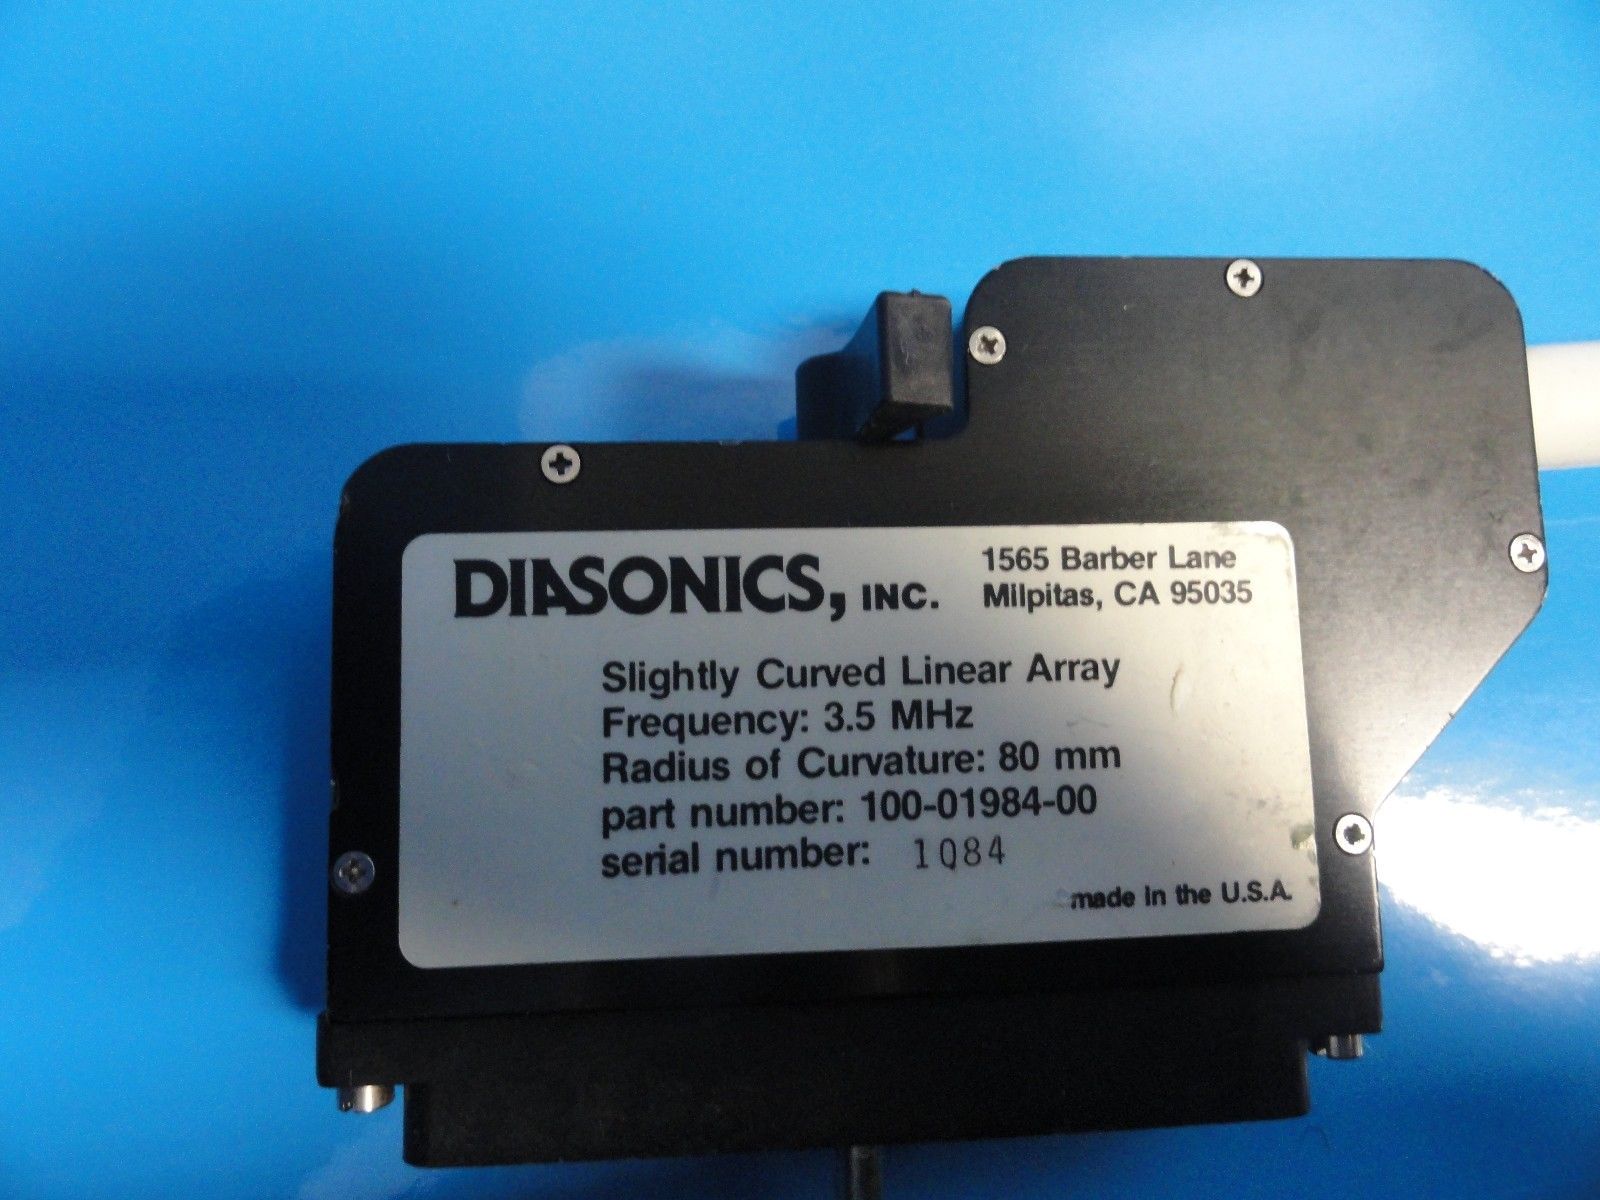 DIASONICS, INC.
1565 Barber Lane
Milpitas, CA 95035
Slightly Curved Linear Array
Frequency: 3.5 MHz
Radius of Curvature: 80 mm
part number: 100-01984-00
serial number: 1084
made in the U.S.A.